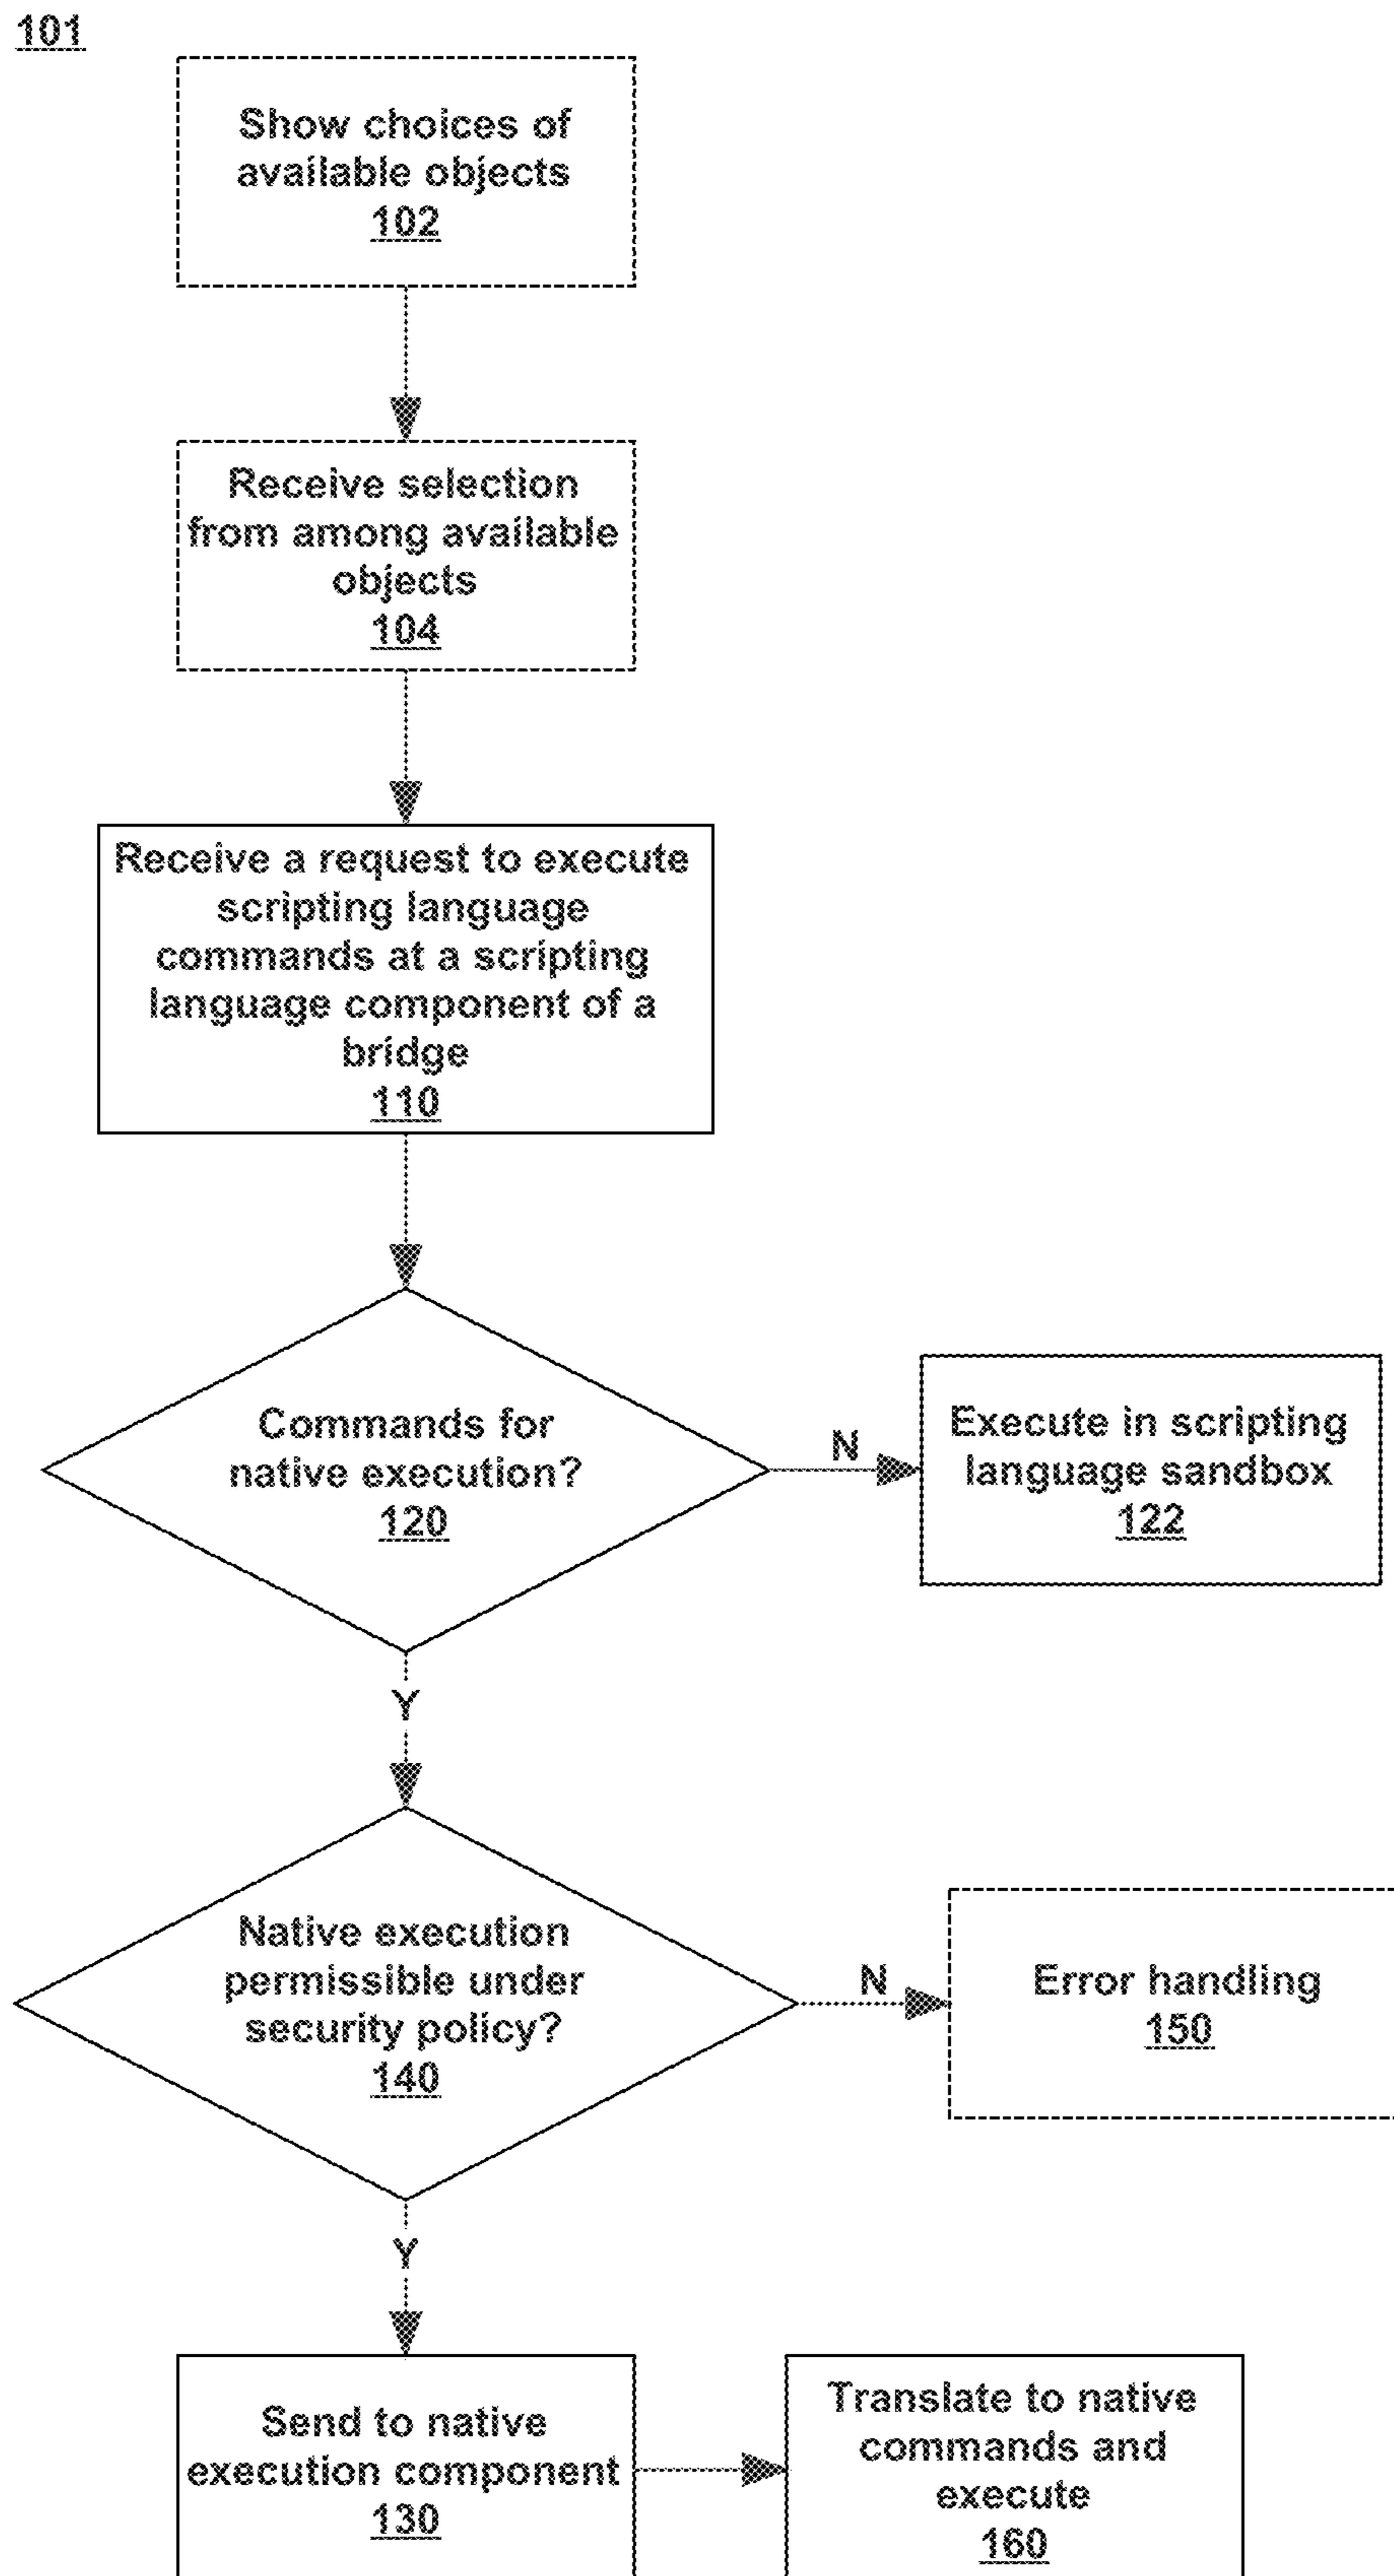 101
Show choices of
available objects
102
Receive selection
from among available
objects
104
Receive a request to execute
scripting language
commands at a scripting
language component of a
bridge
110
Commands for
native execution?
120
N
Execute in scripting
language sandbox
122
Y
Native execution
permissible under
security policy?
140
N
Error handling
150
Y
Send to native
execution component
130
Translate to native
commands and
execute
160